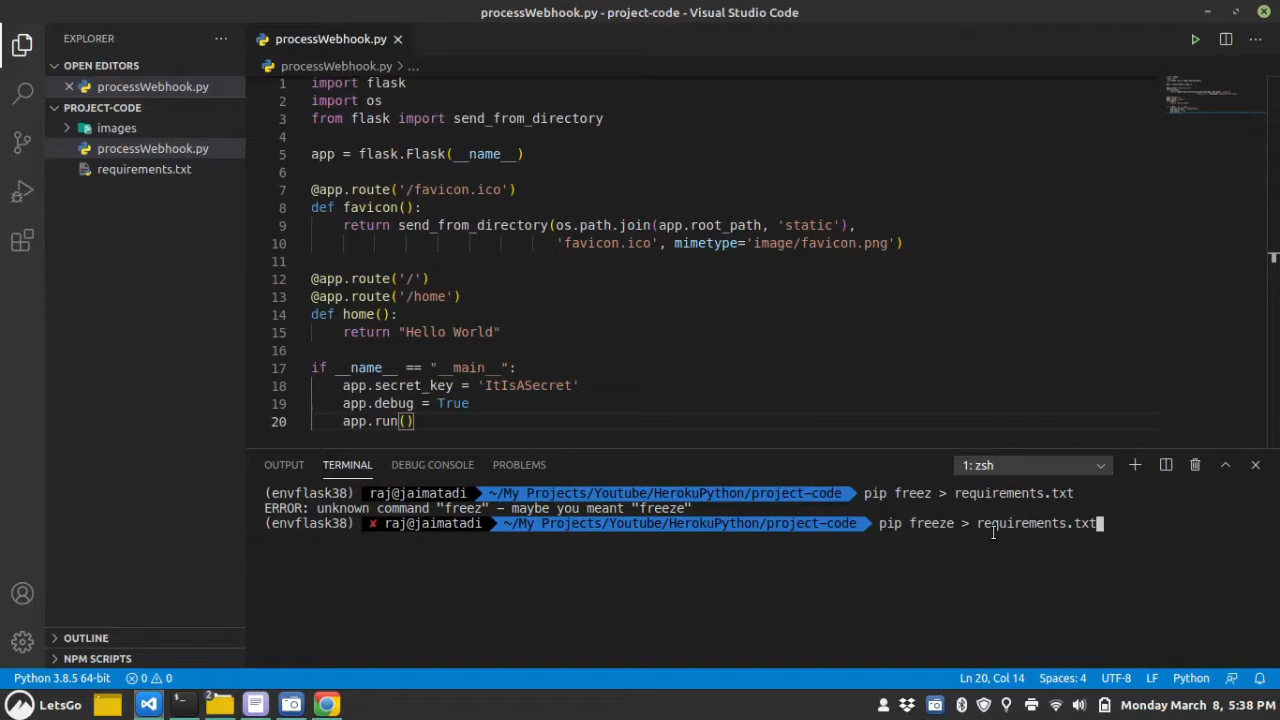 processWebhook.py - project-code - Visual Studio Code
EXPLORER
OPEN EDITORS
processWebhook.py
PROJECT-CODE
images
processWebhook.py
requirements.txt
OUTLINE
NPM SCRIPTS
processWebhook.py
processWebhook.py > ...
1 import flask
2 import os
3 from flask import send_from_directory
4
5 app = flask.Flask(__name__)
6
7 @app.route('/favicon.ico')
8 def favicon():
9 return send_from_directory(os.path.join(app.root_path, 'static'),
10 'favicon.ico', mimetype='image/favicon.png')
11
12 @app.route('/')
13 @app.route('/home')
14 def home():
15 return "Hello World"
16
17 if __name__ == "__main__":
18 app.secret_key = 'ItIsASecret'
19 app.debug = True
20 app.run()
OUTPUT TERMINAL DEBUG CONSOLE PROBLEMS 1: zsh
(envflask38) raj@jaimatadi ~/My Projects/Youtube/HerokuPython/project-code pip freez > requirements.txt
ERROR: unknown command "freez" - maybe you meant "freeze"
(envflask38) ✘ raj@jaimatadi ~/My Projects/Youtube/HerokuPython/project-code pip freeze > requirements.txt
Python 3.8.5 64-bit 0 0 Ln 20, Col 14 Spaces: 4 UTF-8 LF Python
LetsGo 2 Monday March 8, 5:38 PM